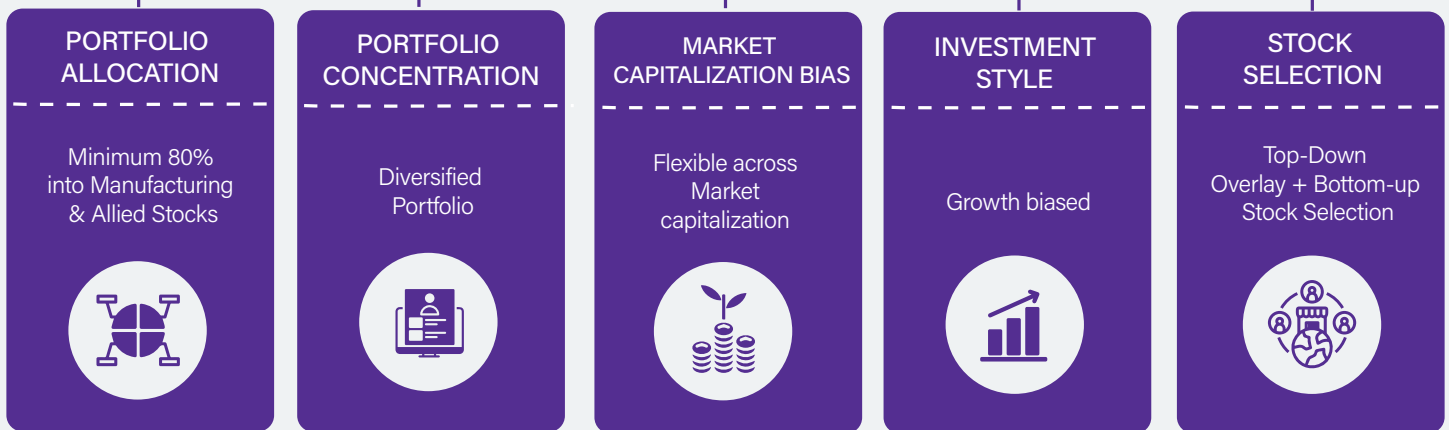 PORTFOLIO
ALLOCATION
Minimum 80%
into Manufacturing
& Allied Stocks
PORTFOLIO
CONCENTRATION
Diversified
Portfolio
MARKET
CAPITALIZATION BIAS
Flexible across
Market
capitalization
INVESTMENT
STYLE
Growth biased
STOCK
SELECTION
Top-Down
Overlay + Bottom-up
Stock Selection